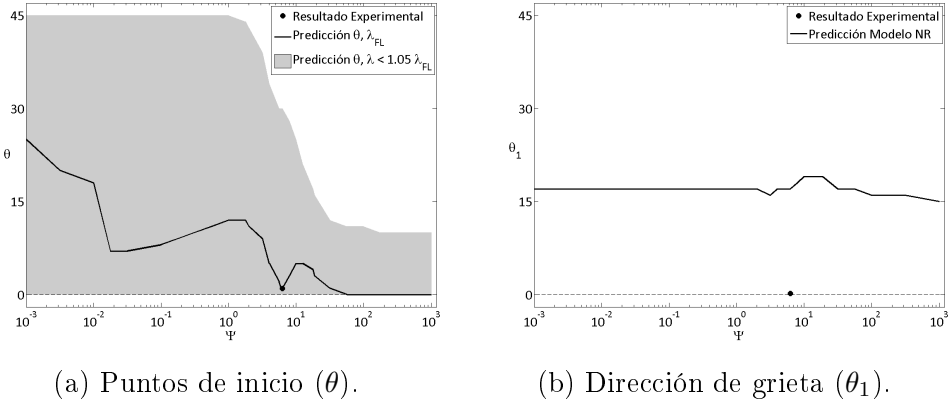 45
30
θ
15
0
10^-3 10^-2 10^-1 10^0 10^1 10^2 10^3
Ψ
Resultado Experimental
Predicción θ, λ_FL
Predicción θ, λ < 1.05 λ_FL
(a) Puntos de inicio (θ).
45
30
θ_1
15
0
10^-3 10^-2 10^-1 10^0 10^1 10^2 10^3
Ψ
Resultado Experimental
Predicción Modelo NR
(b) Dirección de grieta (θ_1).